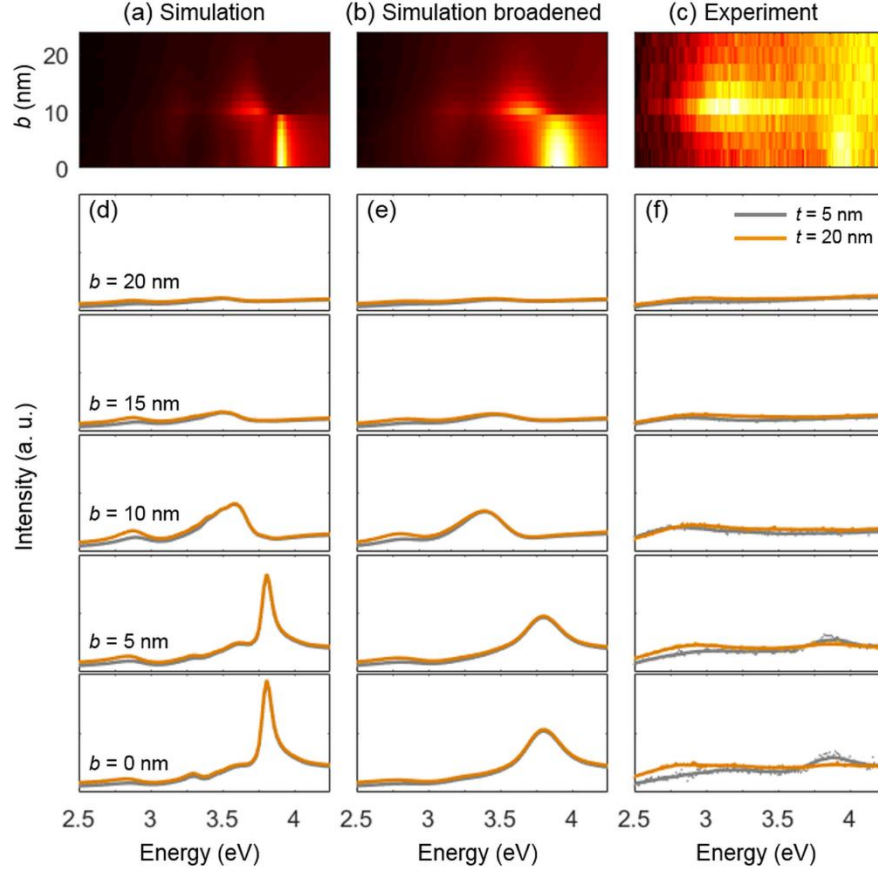 (a) Simulation (b) Simulation broadened (c) Experiment
b (nm)
20
10
0
(d) (e) (f)
t = 5 nm
t = 20 nm
b = 20 nm
b = 15 nm
Intensity (a. u.)
b = 10 nm
b = 5 nm
b = 0 nm
2.5 3 3.5 4 2.5 3 3.5 4 2.5 3 3.5 4
Energy (eV) Energy (eV) Energy (eV)